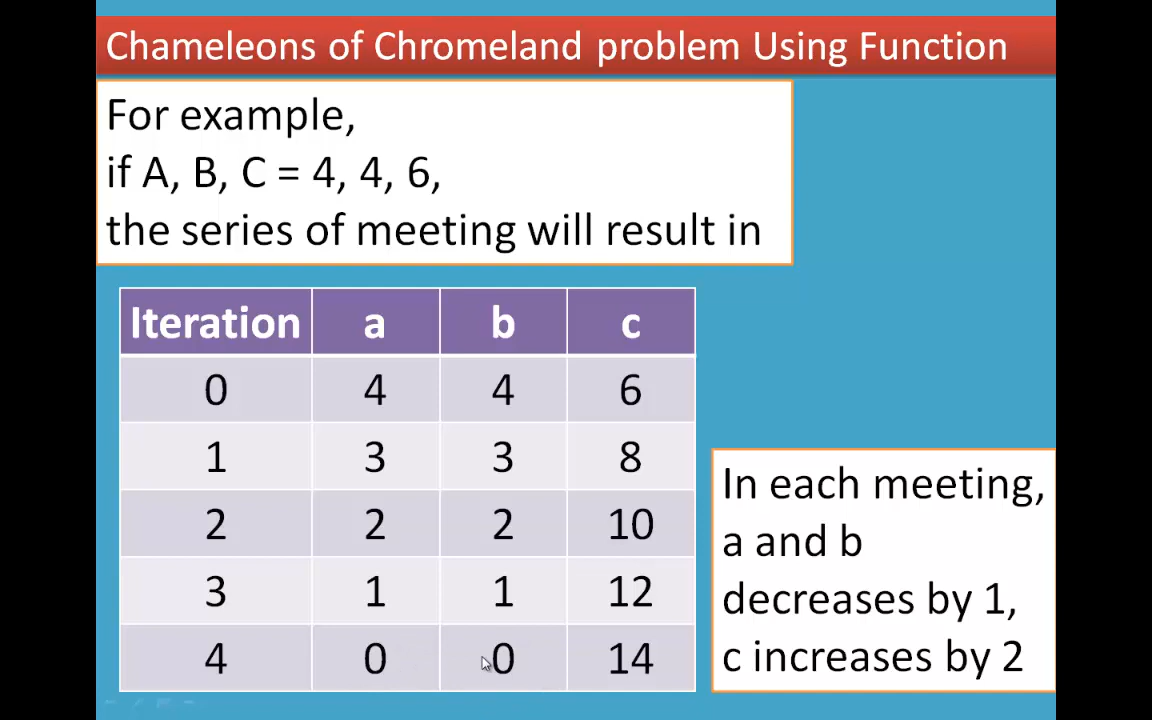 Chameleons of Chromeland problem Using Function
For example,
if A, B, C = 4, 4, 6,
the series of meeting will result in
Iteration a b c
0 4 4 6
1 3 3 8
2 2 2 10
3 1 1 12
4 0 0 14
In each meeting,
a and b
decreases by 1,
c increases by 2